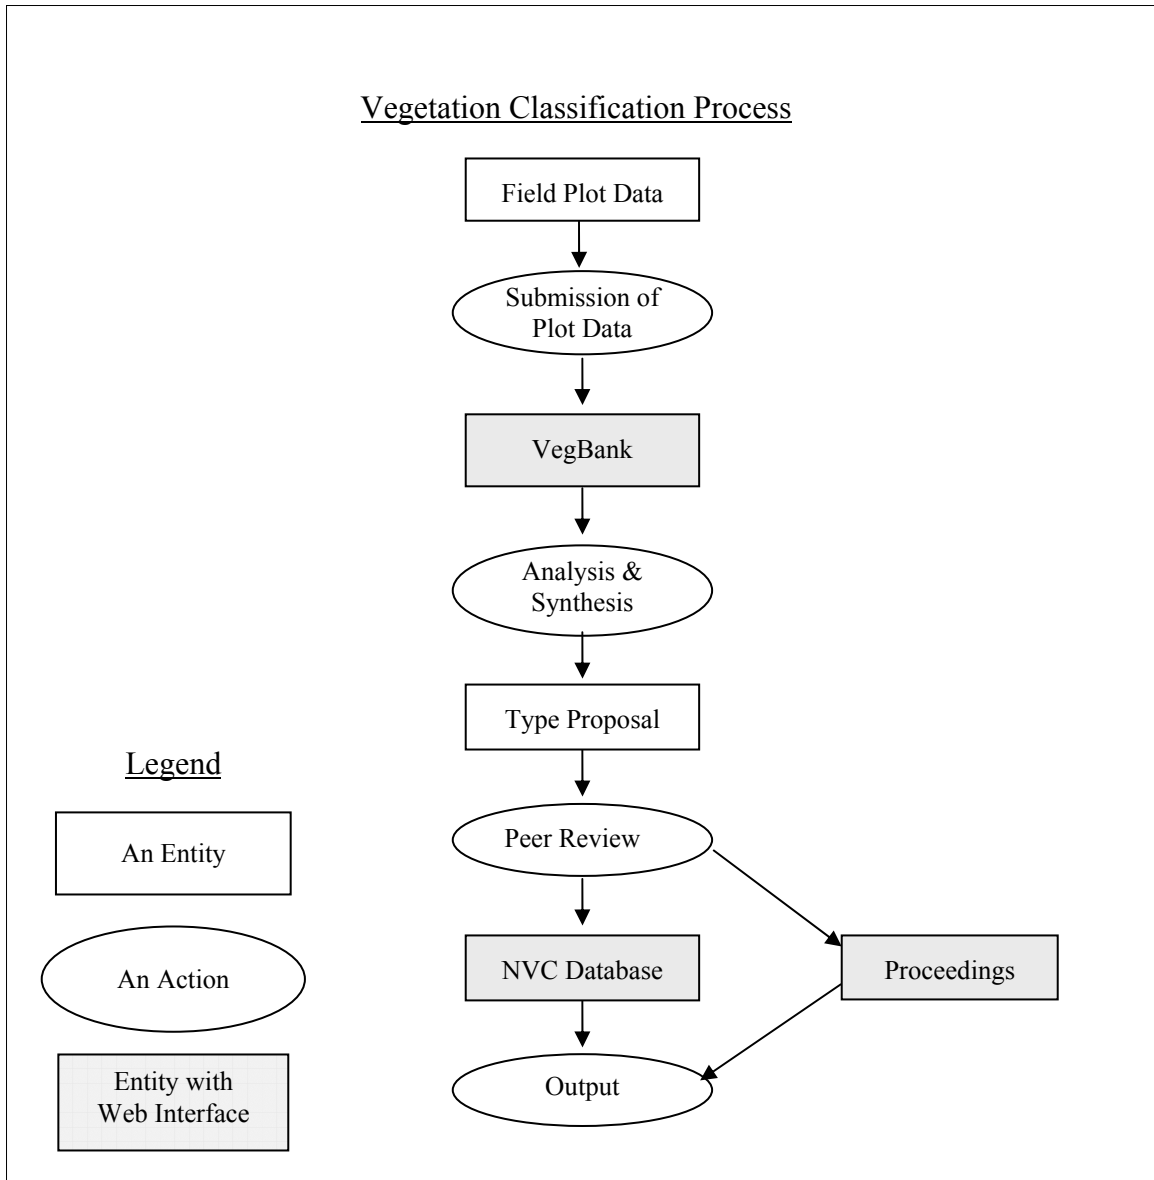 Vegetation Classification Process
Field Plot Data
Submission of
Plot Data
VegBank
Analysis &
Synthesis
Type Proposal
Peer Review
NVC Database
Proceedings
Output
Legend
An Entity
An Action
Entity with
Web Interface